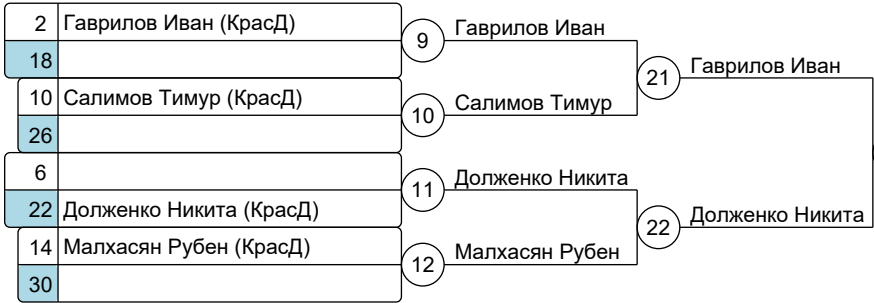 2 Гаврилов Иван (КрасД)
18
9 Гаврилов Иван
10 Салимов Тимур (КрасД)
26
10 Салимов Тимур
21 Гаврилов Иван
6
22 Долженко Никита (КрасД)
11 Долженко Никита
14 Малхасян Рубен (КрасД)
30
12 Малхасян Рубен
22 Долженко Никита